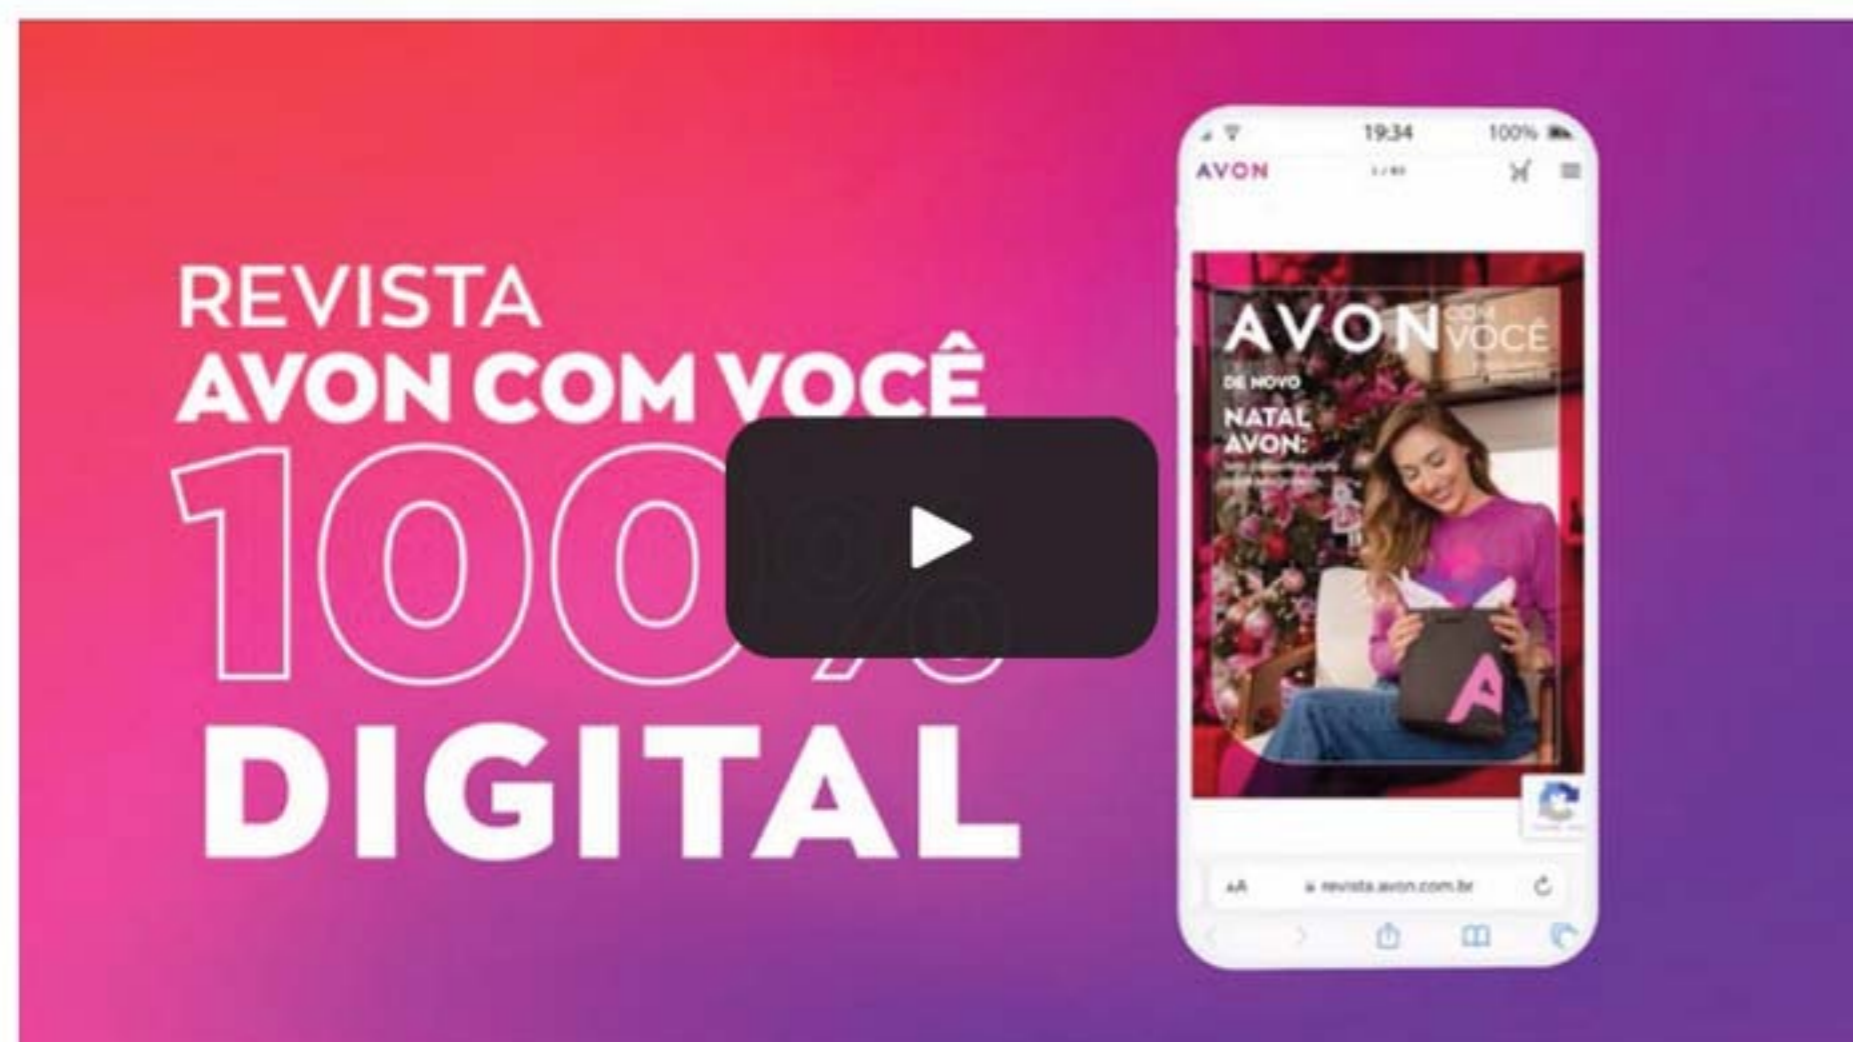 REVISTA
AVON COM VOCÊ
100%
DIGITAL
19:34 100%
AVON
AVON COM VOCÊ
DE NOVO
NATAL
AVON:
AA revista.avon.com.br
A